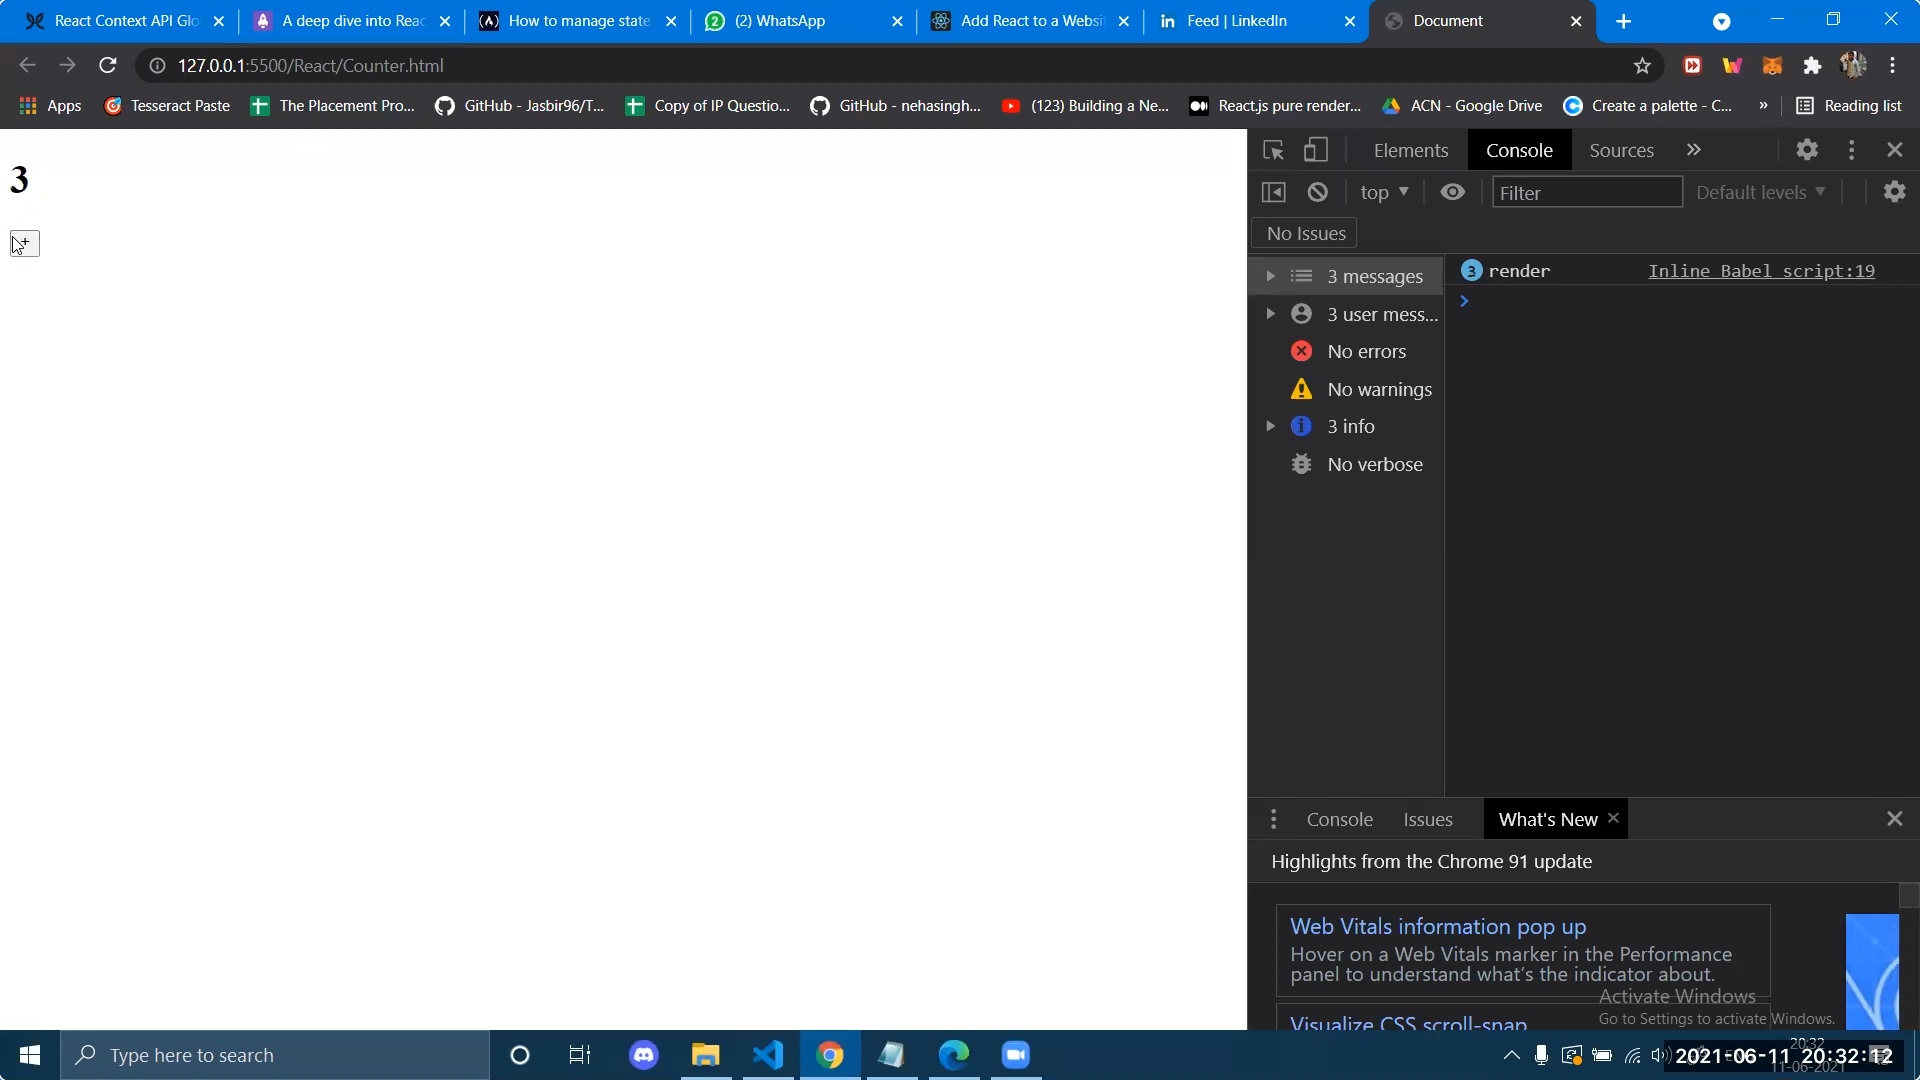 React Context API Glo
A deep dive into Reac
How to manage state
(2) WhatsApp
Add React to a Websi
Feed | LinkedIn
Document
127.0.0.1:5500/React/Counter.html
Apps
Tesseract Paste
The Placement Pro...
GitHub - Jasbir96/T...
Copy of IP Questio...
GitHub - nehasingh...
(123) Building a Ne...
React.js pure render...
ACN - Google Drive
Create a palette - C...
»
Reading list
3
+
Elements
Console
Sources
top
Filter
Default levels
No Issues
3 messages
3 user mess...
No errors
No warnings
3 info
No verbose
3 render
Inline Babel script:19
Console
Issues
What's New
Highlights from the Chrome 91 update
Web Vitals information pop up
Hover on a Web Vitals marker in the Performance
panel to understand what's the indicator about.
Visualize CSS scroll-snap
Activate Windows
Go to Settings to activate Windows.
Type here to search
20:32
2021-06-11 20:32:12
11-06-2021